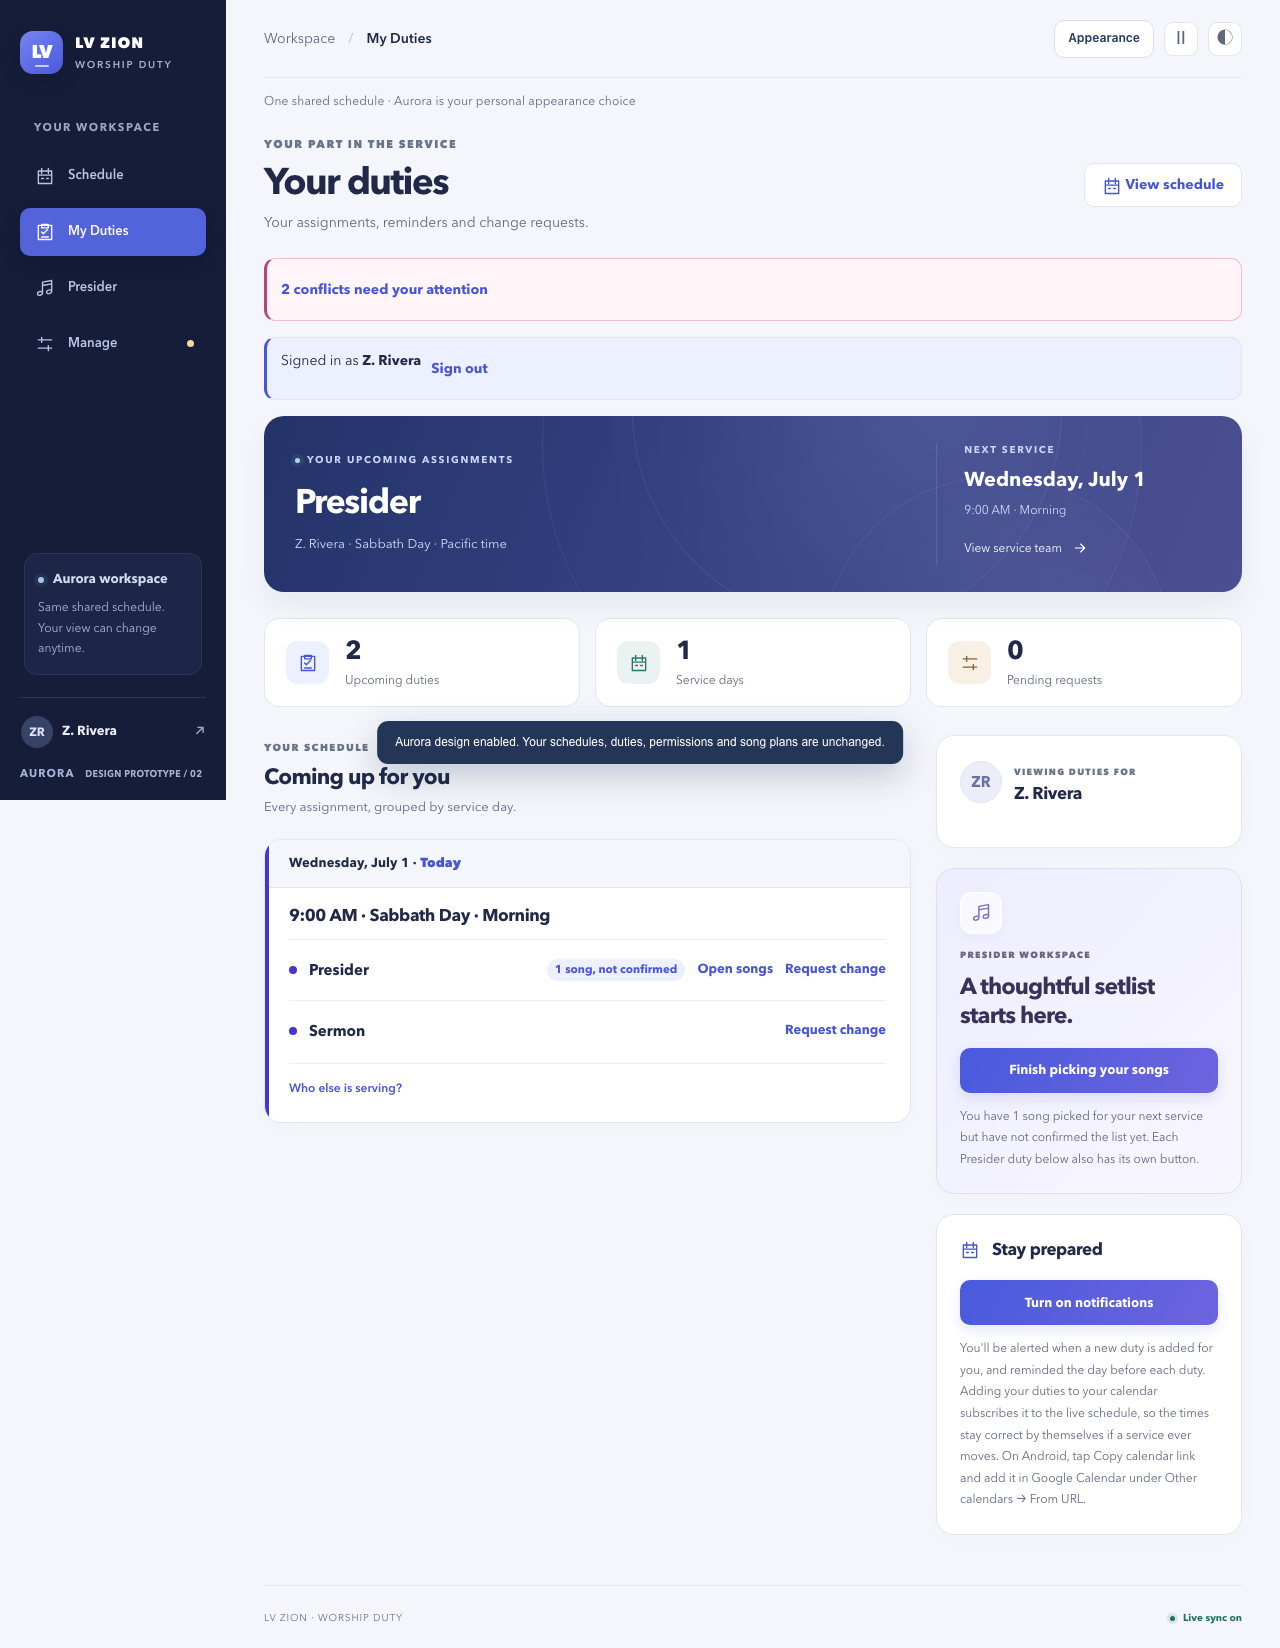 LV
LV ZION
WORSHIP DUTY
YOUR WORKSPACE
Schedule
My Duties
Presider
Manage
Aurora workspace
Same shared schedule.
Your view can change
anytime.
ZR
Z. Rivera
AURORA DESIGN PROTOTYPE / 02
Workspace / My Duties
Appearance
One shared schedule · Aurora is your personal appearance choice
YOUR PART IN THE SERVICE
Your duties
Your assignments, reminders and change requests.
View schedule
2 conflicts need your attention
Signed in as Z. Rivera Sign out
YOUR UPCOMING ASSIGNMENTS
Presider
Z. Rivera · Sabbath Day · Pacific time
NEXT SERVICE
Wednesday, July 1
9:00 AM · Morning
View service team →
2
Upcoming duties
1
Service days
0
Pending requests
Aurora design enabled. Your schedules, duties, permissions and song plans are unchanged.
YOUR SCHEDULE
Coming up for you
Every assignment, grouped by service day.
Wednesday, July 1 · Today
9:00 AM · Sabbath Day · Morning
Presider
1 song, not confirmed
Open songs
Request change
Sermon
Request change
Who else is serving?
ZR
VIEWING DUTIES FOR
Z. Rivera
PRESIDER WORKSPACE
A thoughtful setlist
starts here.
Finish picking your songs
You have 1 song picked for your next service
but have not confirmed the list yet. Each
Presider duty below also has its own button.
Stay prepared
Turn on notifications
You'll be alerted when a new duty is added for
you, and reminded the day before each duty.
Adding your duties to your calendar
subscribes it to the live schedule, so the times
stay correct by themselves if a service ever
moves. On Android, tap Copy calendar link
and add it in Google Calendar under Other
calendars → From URL.
LV ZION · WORSHIP DUTY
Live sync on